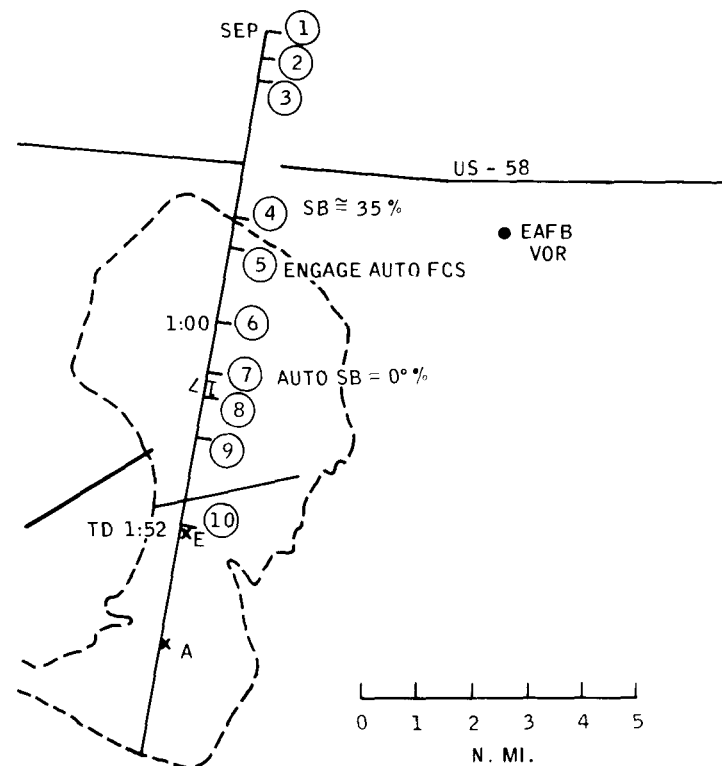 SEP 1
2
3
US - 58
4 SB ≅ 35 %
EAFB
VOR
5 ENGAGE AUTO FCS
1:00 6
7 AUTO SB = 0° %
8
9
10
TD 1:52
E
A
0 1 2 3 4 5
N. MI.